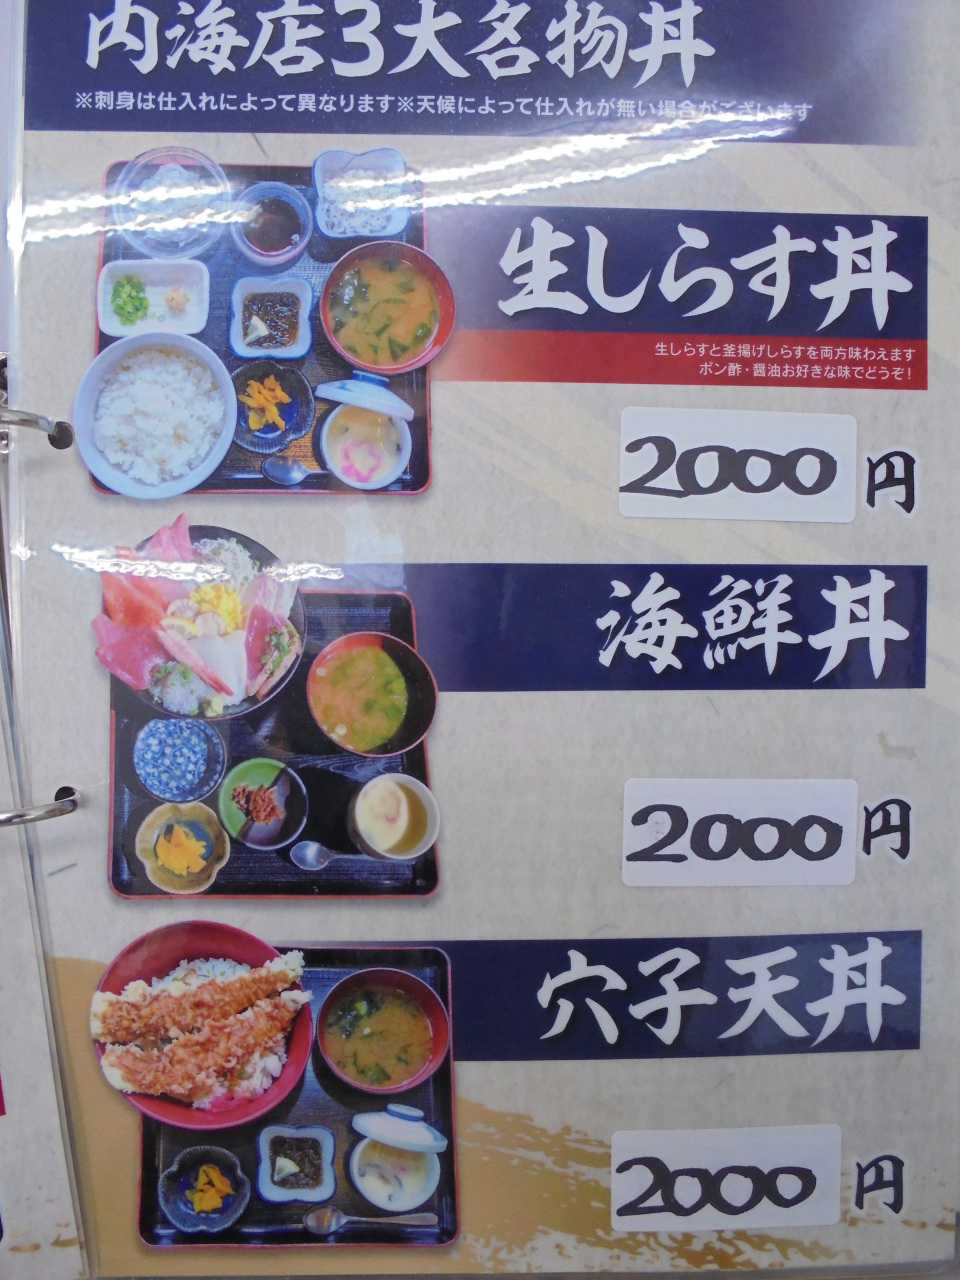 内海店3大名物丼
※刺身は仕入れによって異なります※天候によって仕入れが無い場合がございます
生しらす丼
生しらすと釜揚げしらすを両方味わえます
ポン酢・醤油お好きな味でどうぞ!
2000円
海鮮丼
2000円
穴子天丼
2000円